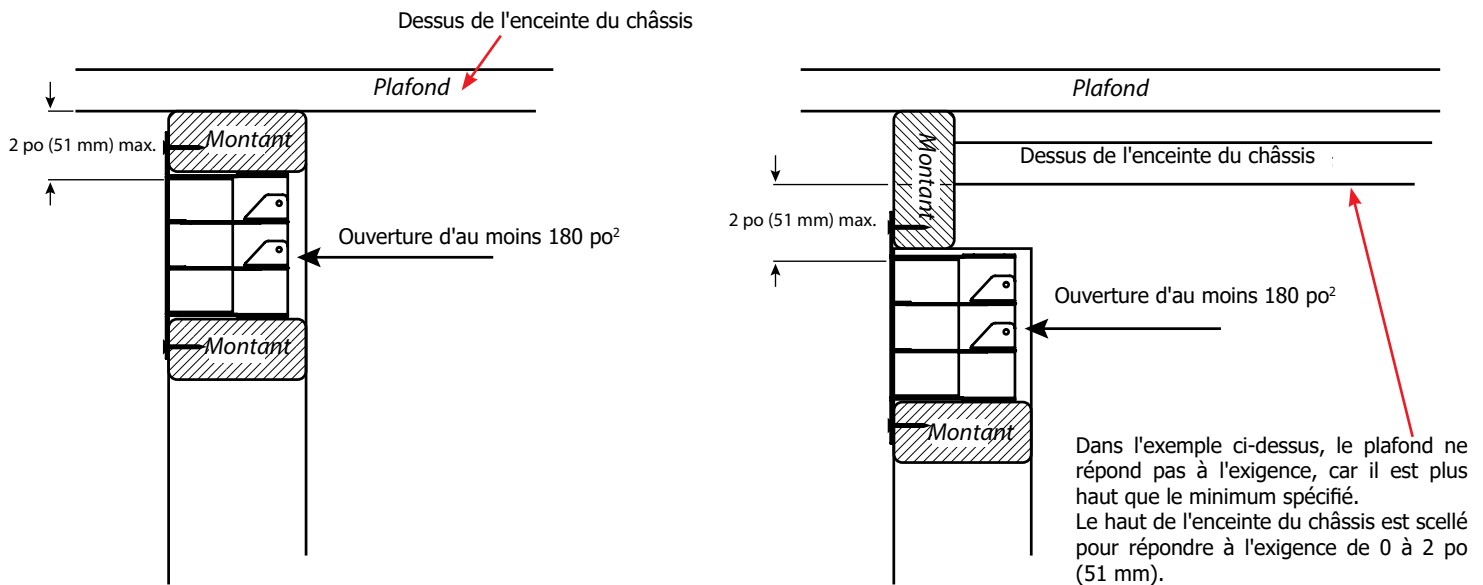 Dessus de l'enceinte du châssis
Plafond
2 po (51 mm) max.
Montant
Ouverture d'au moins 180 po²
Montant
Plafond
Montant
Dessus de l'enceinte du châssis
2 po (51 mm) max.
Ouverture d'au moins 180 po²
Montant
Dans l'exemple ci-dessus, le plafond ne
répond pas à l'exigence, car il est plus
haut que le minimum spécifié.
Le haut de l'enceinte du châssis est scellé
pour répondre à l'exigence de 0 à 2 po
(51 mm).